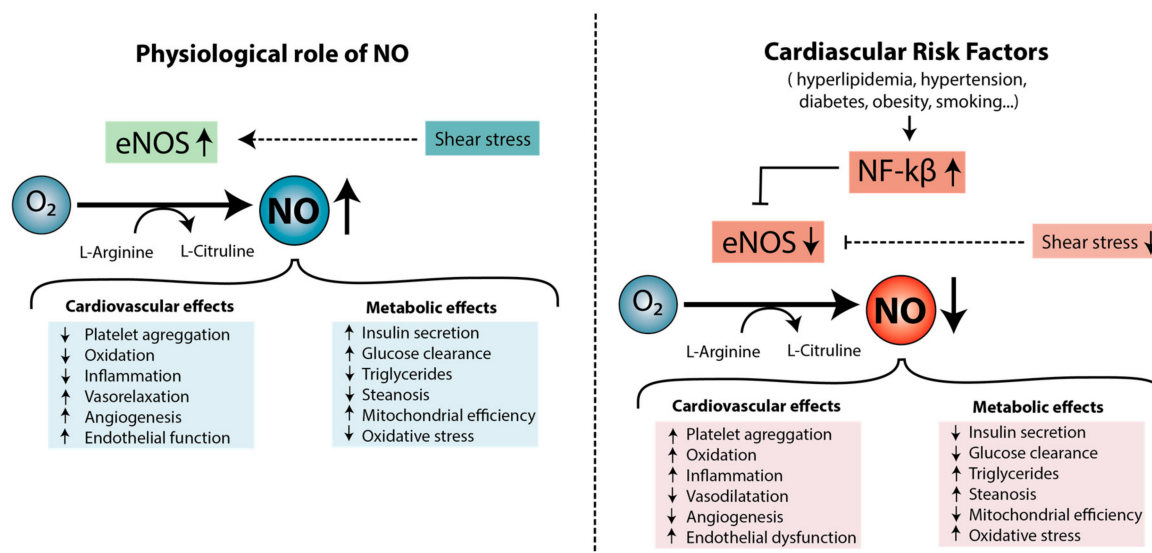 Physiological role of NO
eNOS ↑
Shear stress
O₂
NO ↑
L-Arginine
L-Citruline
Cardiovascular effects
↓ Platelet agreggation
↓ Oxidation
↓ Inflammation
↑ Vasorelaxation
↑ Angiogenesis
↑ Endothelial function
Metabolic effects
↑ Insulin secretion
↑ Glucose clearance
↓ Triglycerides
↓ Steanosis
↑ Mitochondrial efficiency
↓ Oxidative stress
Cardiascular Risk Factors
( hyperlipidemia, hypertension,
diabetes, obesity, smoking...)
NF-kβ ↑
eNOS ↓
Shear stress ↓
O₂
NO ↓
L-Arginine
L-Citruline
Cardiovascular effects
↑ Platelet agreggation
↑ Oxidation
↑ Inflammation
↓ Vasodilatation
↓ Angiogenesis
↑ Endothelial dysfunction
Metabolic effects
↓ Insulin secretion
↓ Glucose clearance
↑ Triglycerides
↑ Steanosis
↓ Mitochondrial efficiency
↑ Oxidative stress